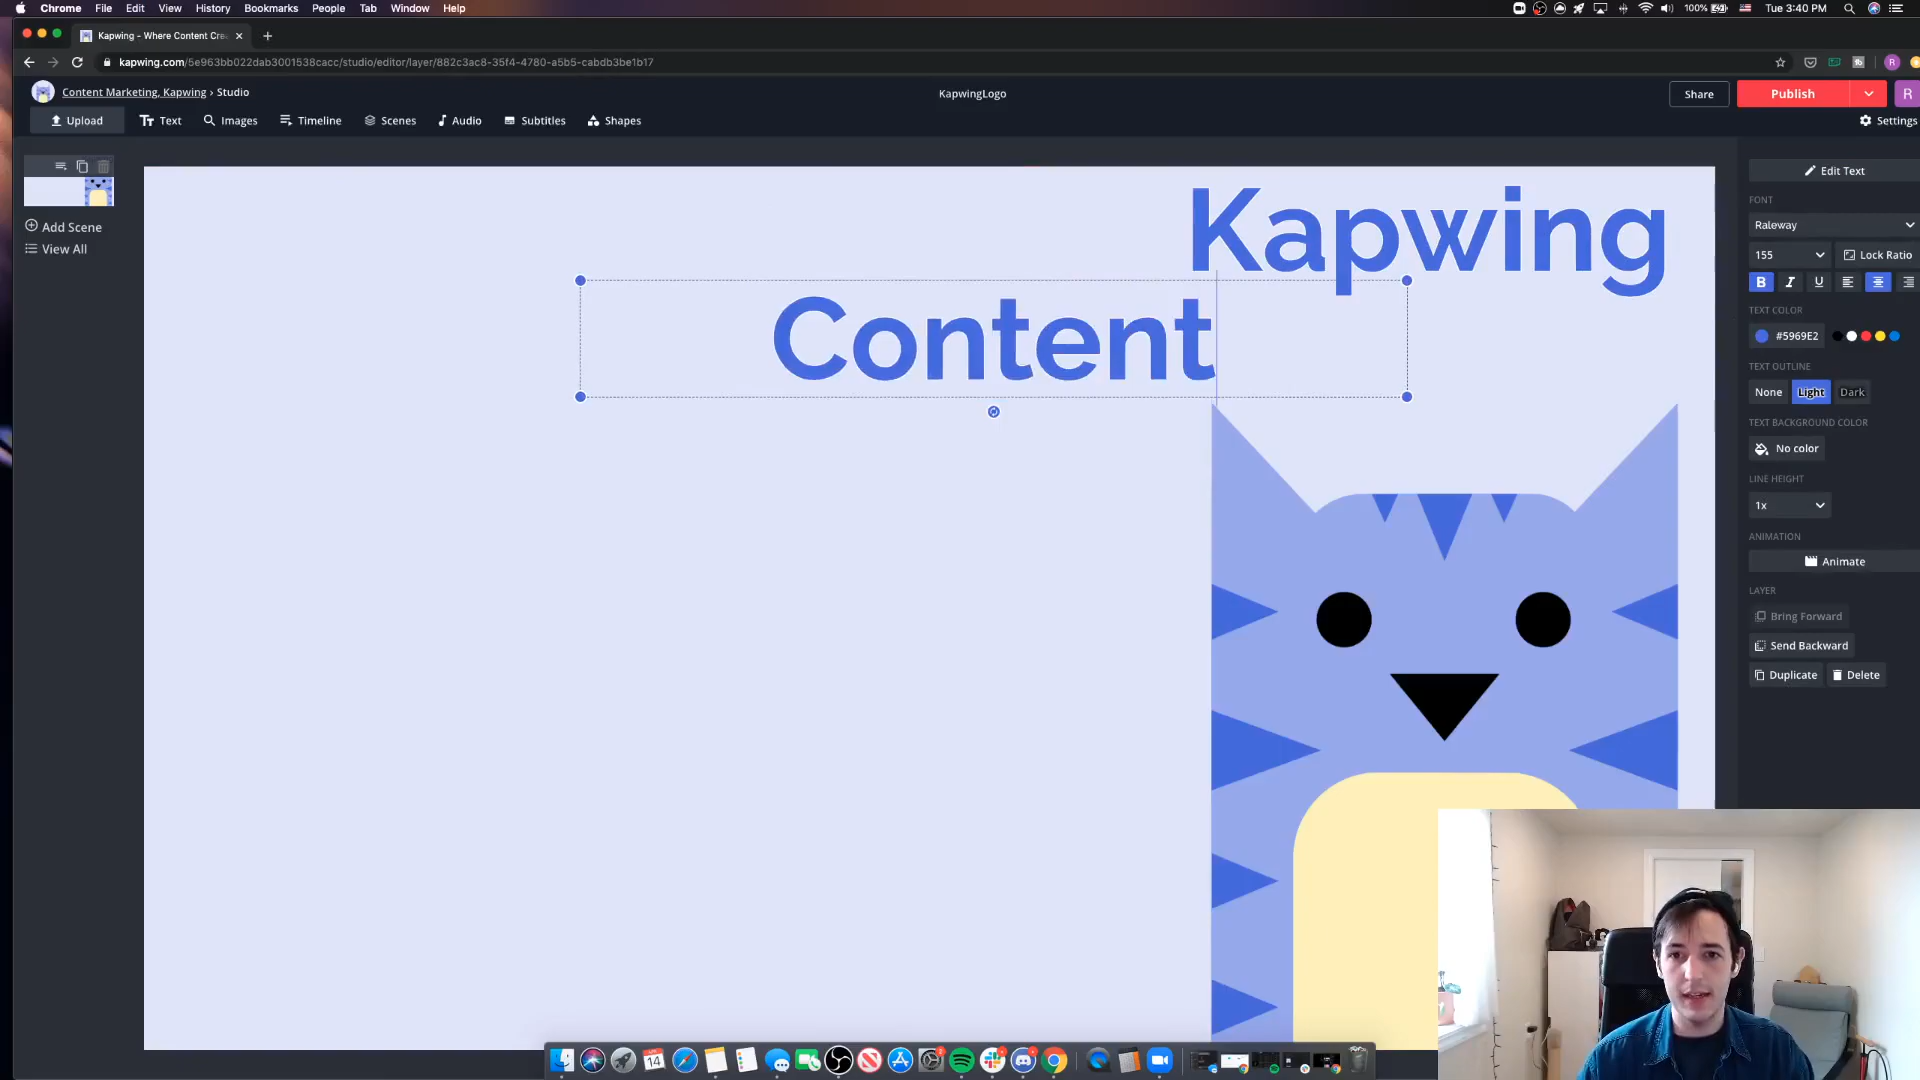 Chrome File Edit View History Bookmarks People Tab Window Help
100% Tue 3:40 PM
Kapwing - Where Content Cre
kapwing.com/5e963bb022dab3001538cacc/studio/editor/layer/882c3ac8-35f4-4780-a5b5-cabdb3be1b17
R
Content Marketing, Kapwing › Studio
KapwingLogo
Share Publish R
Upload Text Images Timeline Scenes Audio Subtitles Shapes
Settings
Add Scene
View All
Kapwing
Content
Edit Text
FONT
Raleway
155 Lock Ratio
B I U
TEXT COLOR
#5969E2
TEXT OUTLINE
None Light Dark
TEXT BACKGROUND COLOR
No color
LINE HEIGHT
1x
ANIMATION
Animate
LAYER
Bring Forward
Send Backward
Duplicate Delete
14